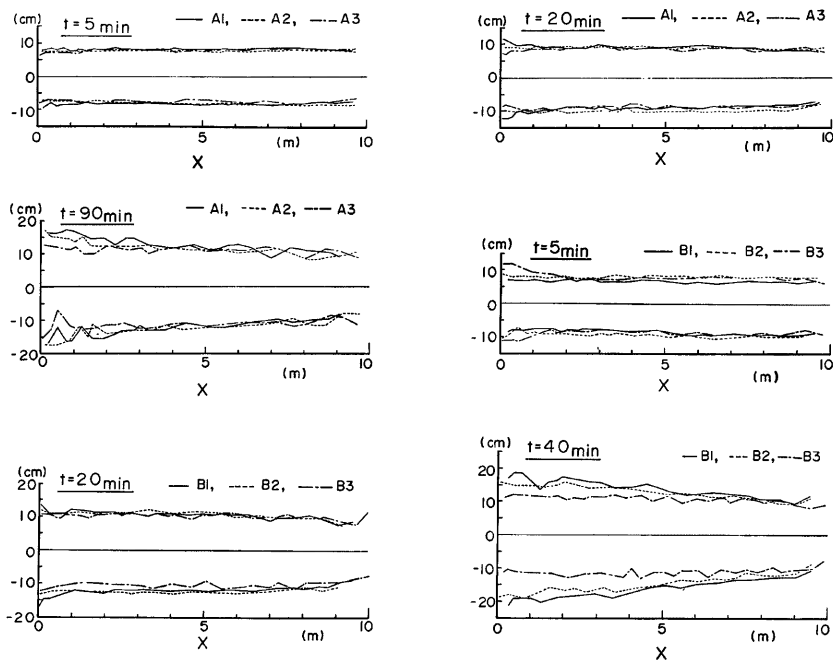 (cm) t=5min — A1, ---- A2, —-— A3
10
0
-10
0 5 10
(m)
X
(cm) t=20min — A1, ---- A2, —-— A3
10
0
-10
0 5 10
(m)
X
(cm) t=90min — A1, ---- A2, —-— A3
20
10
0
-10
-20
0 5 10
X (m)
(cm) t=5min — B1, ---- B2, —-— B3
10
0
-10
0 5 10
X (m)
(cm) t=20min — B1, ---- B2, —-— B3
20
10
0
-10
-20
0 5 10
X (m)
(cm) t=40min — B1, ---- B2, —-— B3
20
10
0
-10
-20
0 5 10
(m)
X